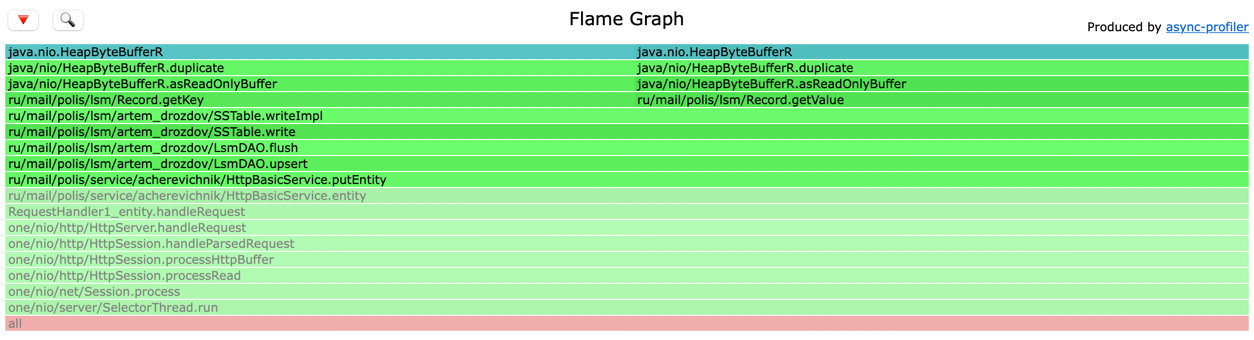 Flame Graph
Produced by async-profiler
java.nio.HeapByteBufferR java.nio.HeapByteBufferR
java/nio/HeapByteBufferR.duplicate java/nio/HeapByteBufferR.duplicate
java/nio/HeapByteBufferR.asReadOnlyBuffer java/nio/HeapByteBufferR.asReadOnlyBuffer
ru/mail/polis/lsm/Record.getKey ru/mail/polis/lsm/Record.getValue
ru/mail/polis/lsm/artem_drozdov/SSTable.writeImpl
ru/mail/polis/lsm/artem_drozdov/SSTable.write
ru/mail/polis/lsm/artem_drozdov/LsmDAO.flush
ru/mail/polis/lsm/artem_drozdov/LsmDAO.upsert
ru/mail/polis/service/acherevichnik/HttpBasicService.putEntity
ru/mail/polis/service/acherevichnik/HttpBasicService.entity
RequestHandler1_entity.handleRequest
one/nio/http/HttpServer.handleRequest
one/nio/http/HttpSession.handleParsedRequest
one/nio/http/HttpSession.processHttpBuffer
one/nio/http/HttpSession.processRead
one/nio/net/Session.process
one/nio/server/SelectorThread.run
all